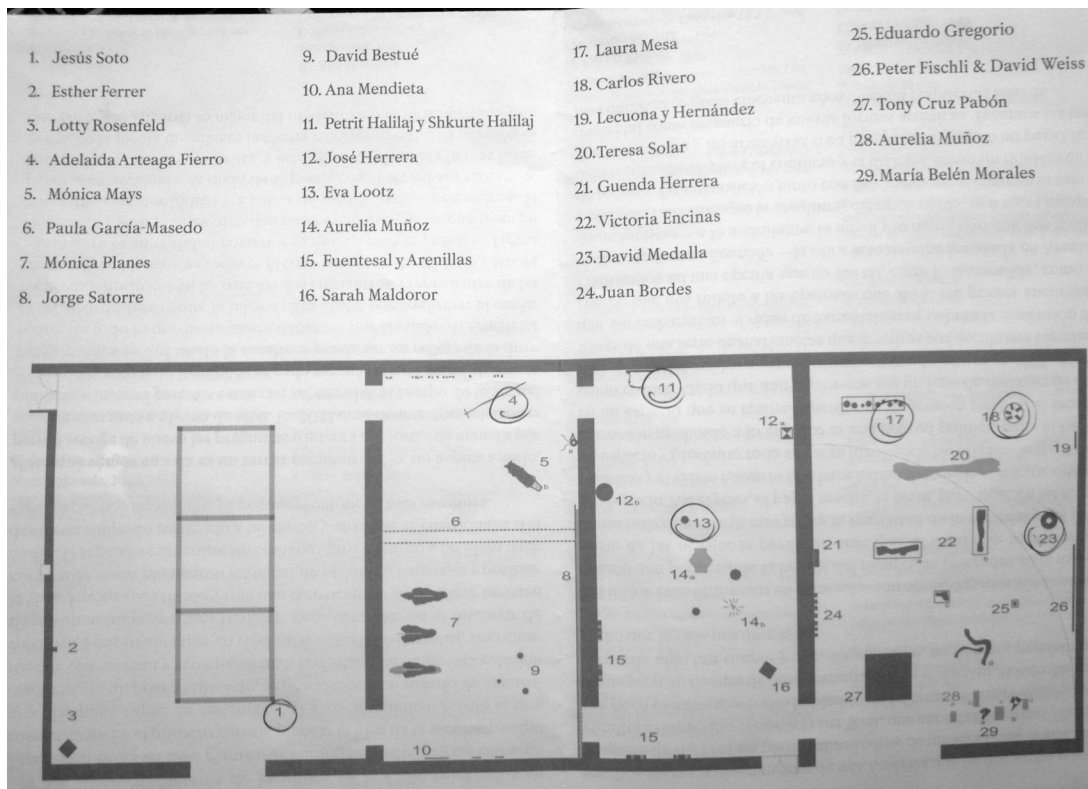 1. Jesús Soto
2. Esther Ferrer
3. Lotty Rosenfeld
4. Adelaida Arteaga Fierro
5. Mónica Mays
6. Paula García-Masedo
7. Mónica Planes
8. Jorge Satorre
9. David Bestué
10. Ana Mendieta
11. Petrit Halilaj y Shkurte Halilaj
12. José Herrera
13. Eva Lootz
14. Aurelia Muñoz
15. Fuentesal y Arenillas
16. Sarah Maldoror
17. Laura Mesa
18. Carlos Rivero
19. Lecuona y Hernández
20. Teresa Solar
21. Guenda Herrera
22. Victoria Encinas
23. David Medalla
24. Juan Bordes
25. Eduardo Gregorio
26. Peter Fischli & David Weiss
27. Tony Cruz Pabón
28. Aurelia Muñoz
29. María Belén Morales
11
4
17
18
12a
19
5
b
20
12b
6
13
21
22
23
14a
8
25
26
7
14b
24
2
15
9
16
27
28
1
3
29
15
10